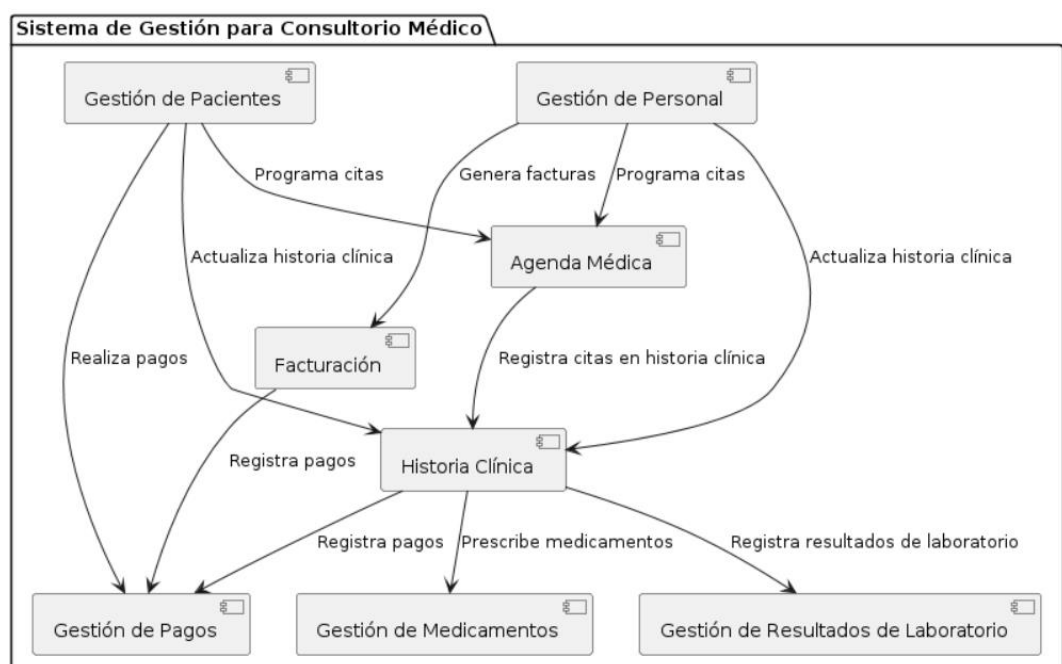 Sistema de Gestión para Consultorio Médico
Gestión de Pacientes
Gestión de Personal
Programa citas
Genera facturas
Programa citas
Actualiza historia clínica
Agenda Médica
Actualiza historia clínica
Realiza pagos
Facturación
Registra citas en historia clínica
Registra pagos
Historia Clínica
Registra pagos
Prescribe medicamentos
Registra resultados de laboratorio
Gestión de Pagos
Gestión de Medicamentos
Gestión de Resultados de Laboratorio